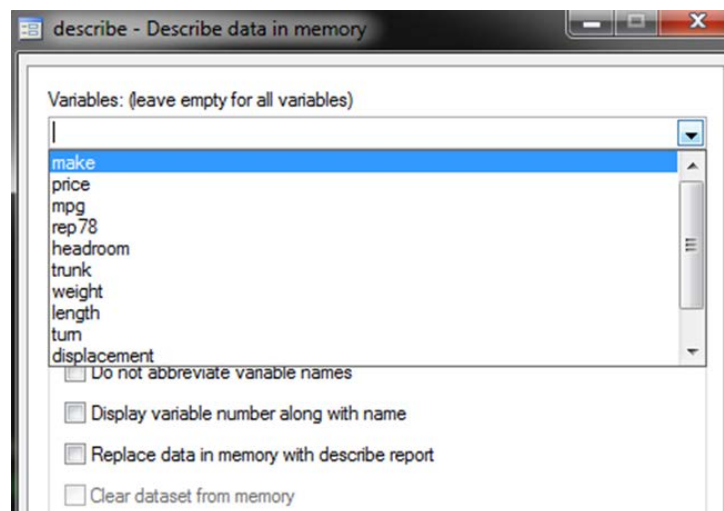 describe - Describe data in memory
Variables: (leave empty for all variables)
make
price
mpg
rep78
headroom
trunk
weight
length
turn
displacement
Do not abbreviate variable names
Display variable number along with name
Replace data in memory with describe report
Clear dataset from memory